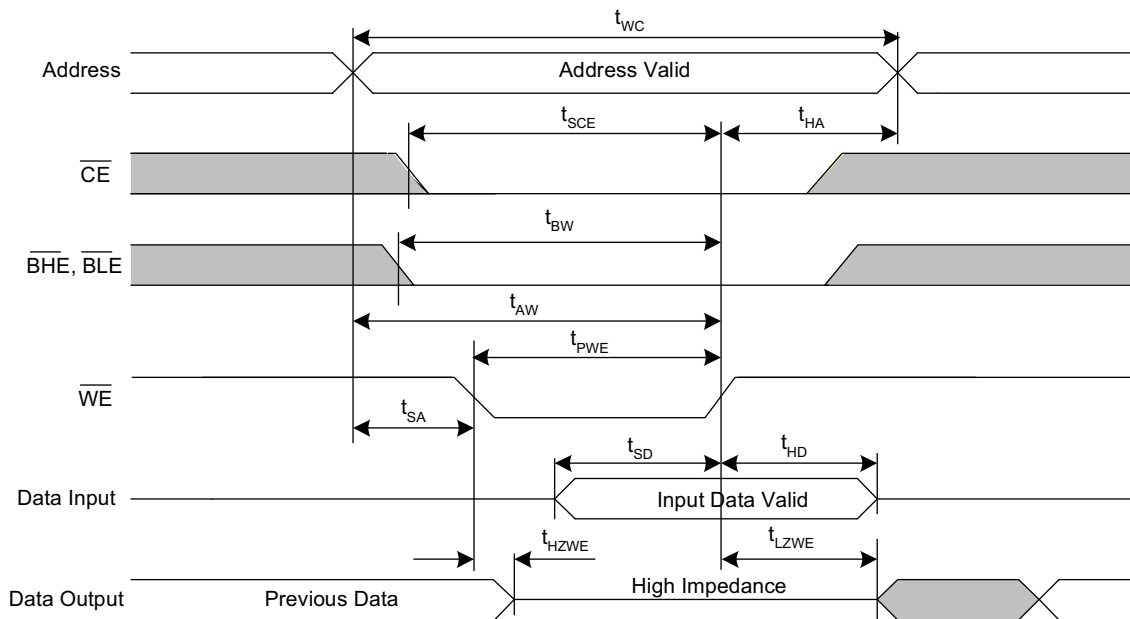 tWC
Address
Address Valid
tSCE
tHA
CE
tBW
BHE, BLE
tAW
tPWE
WE
tSA
tSD
tHD
Data Input
Input Data Valid
tHZWE
tLZWE
Data Output
Previous Data
High Impedance